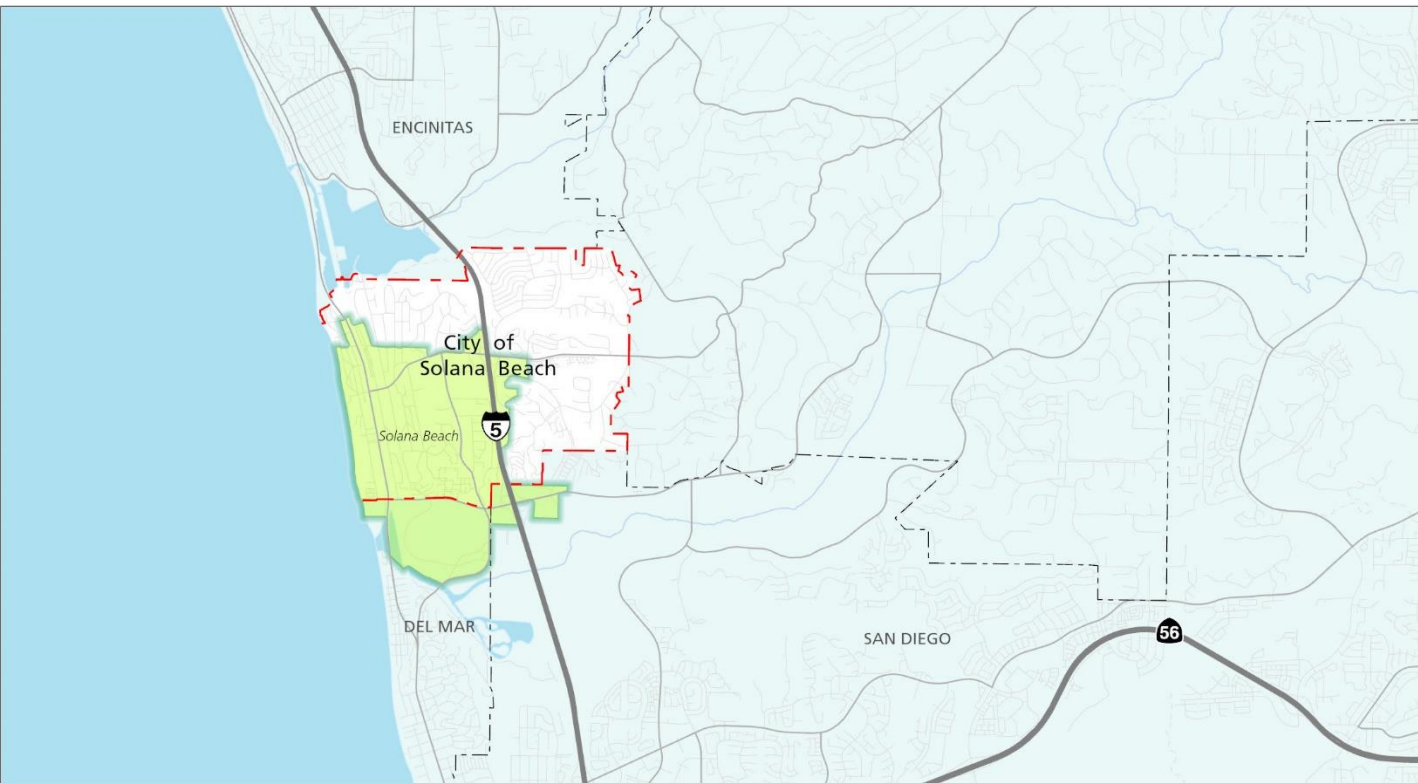 ENCINITAS
City of
Solana Beach
Solana Beach
5
DEL MAR
SAN DIEGO
56